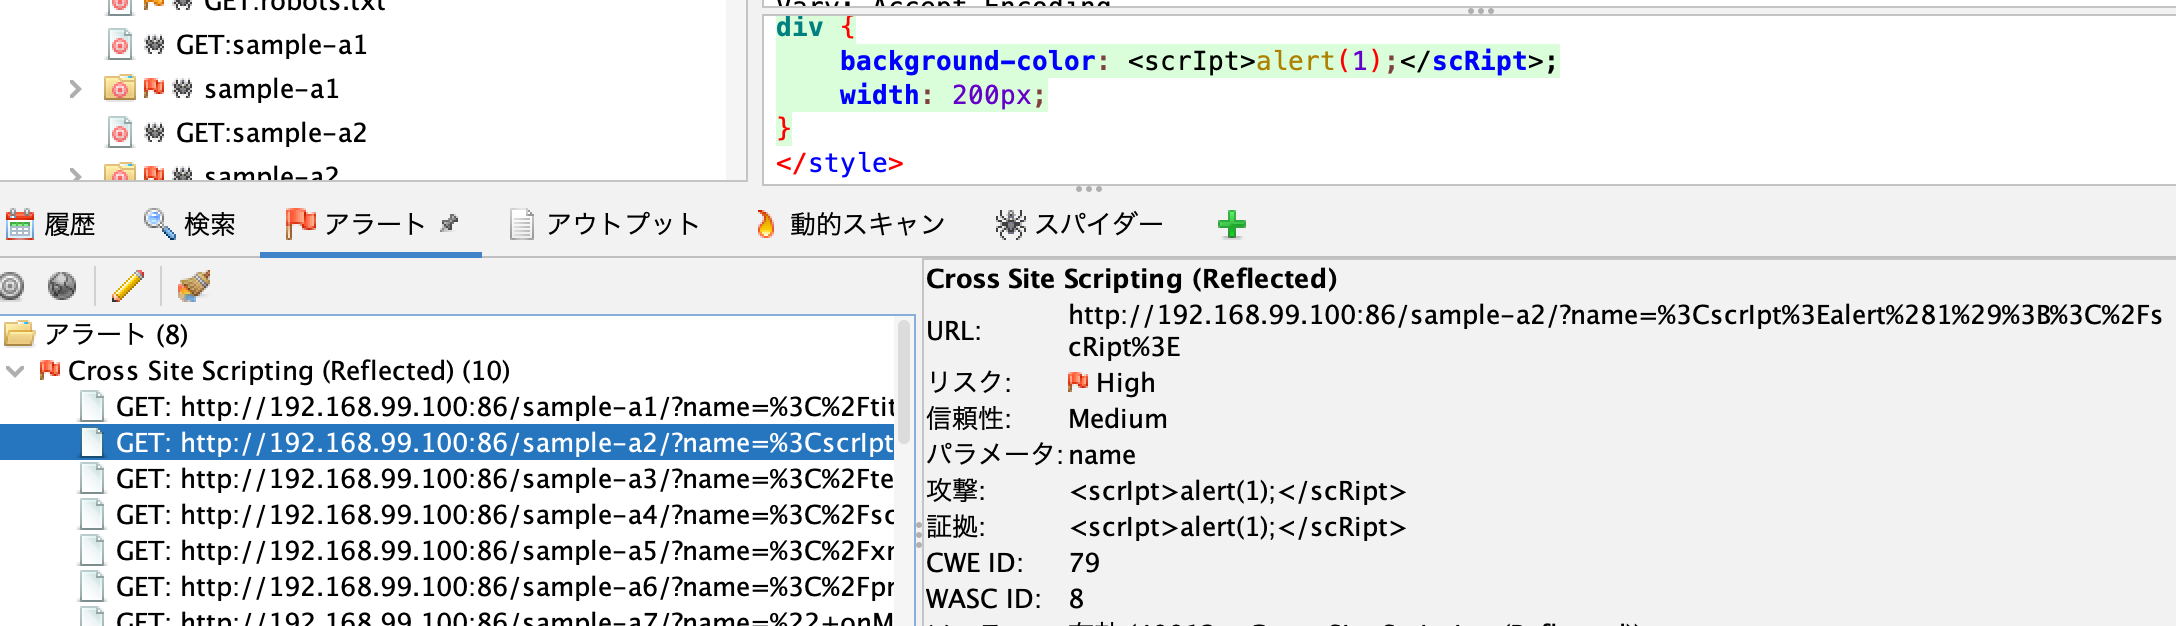 GET:robots.txt
GET:sample-a1
sample-a1
GET:sample-a2
sample-a2
Vary: Accept-Encoding
div {
    background-color: <scrIpt>alert(1);</scRipt>;
    width: 200px;
}
</style>
履歴 検索 アラート アウトプット 動的スキャン スパイダー
アラート (8)
Cross Site Scripting (Reflected) (10)
GET: http://192.168.99.100:86/sample-a1/?name=%3C%2Ftit
GET: http://192.168.99.100:86/sample-a2/?name=%3CscrIpt
GET: http://192.168.99.100:86/sample-a3/?name=%3C%2Fte
GET: http://192.168.99.100:86/sample-a4/?name=%3C%2Fsc
GET: http://192.168.99.100:86/sample-a5/?name=%3C%2Fxr
GET: http://192.168.99.100:86/sample-a6/?name=%3C%2Fpr
GET: http://192.168.99.100:86/sample-a7/?name=%22+onM
Cross Site Scripting (Reflected)
URL: http://192.168.99.100:86/sample-a2/?name=%3CscrIpt%3Ealert%281%29%3B%3C%2Fs
cRipt%3E
リスク: High
信頼性: Medium
パラメータ: name
攻撃: <scrIpt>alert(1);</scRipt>
証拠: <scrIpt>alert(1);</scRipt>
CWE ID: 79
WASC ID: 8